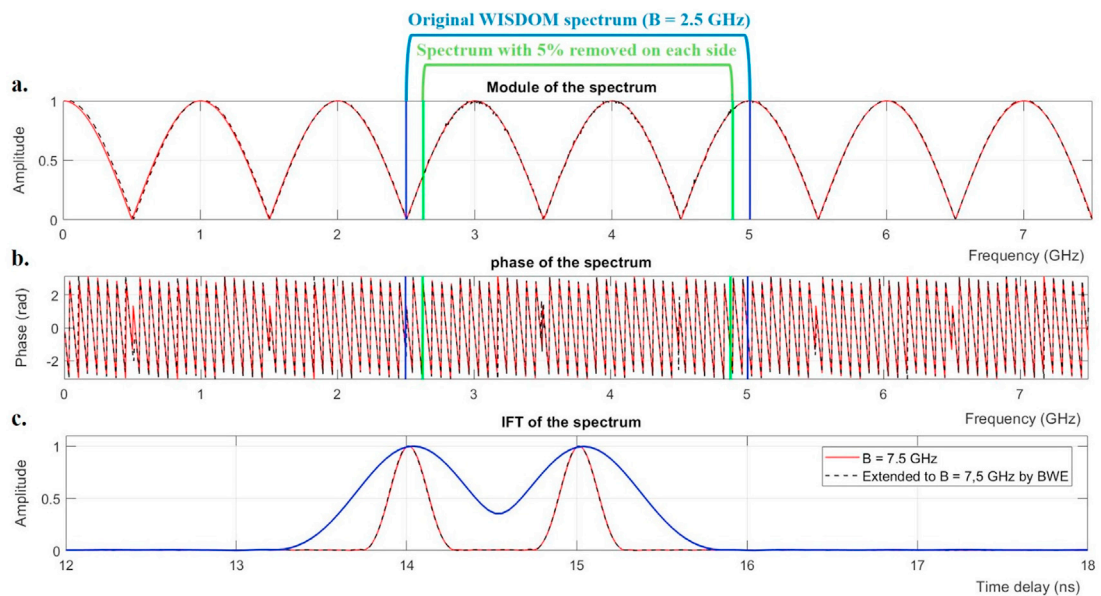 Original WISDOM spectrum (B = 2.5 GHz)
Spectrum with 5% removed on each side
a.
Module of the spectrum
Amplitude
1
0.5
0
0 1 2 3 4 5 6 7
Frequency (GHz)
b.
phase of the spectrum
Phase (rad)
2
0
-2
0 1 2 3 4 5 6 7
Frequency (GHz)
c.
IFT of the spectrum
Amplitude
1
0.5
0
B = 7.5 GHz
Extended to B = 7,5 GHz by BWE
12 13 14 15 16 17 18
Time delay (ns)